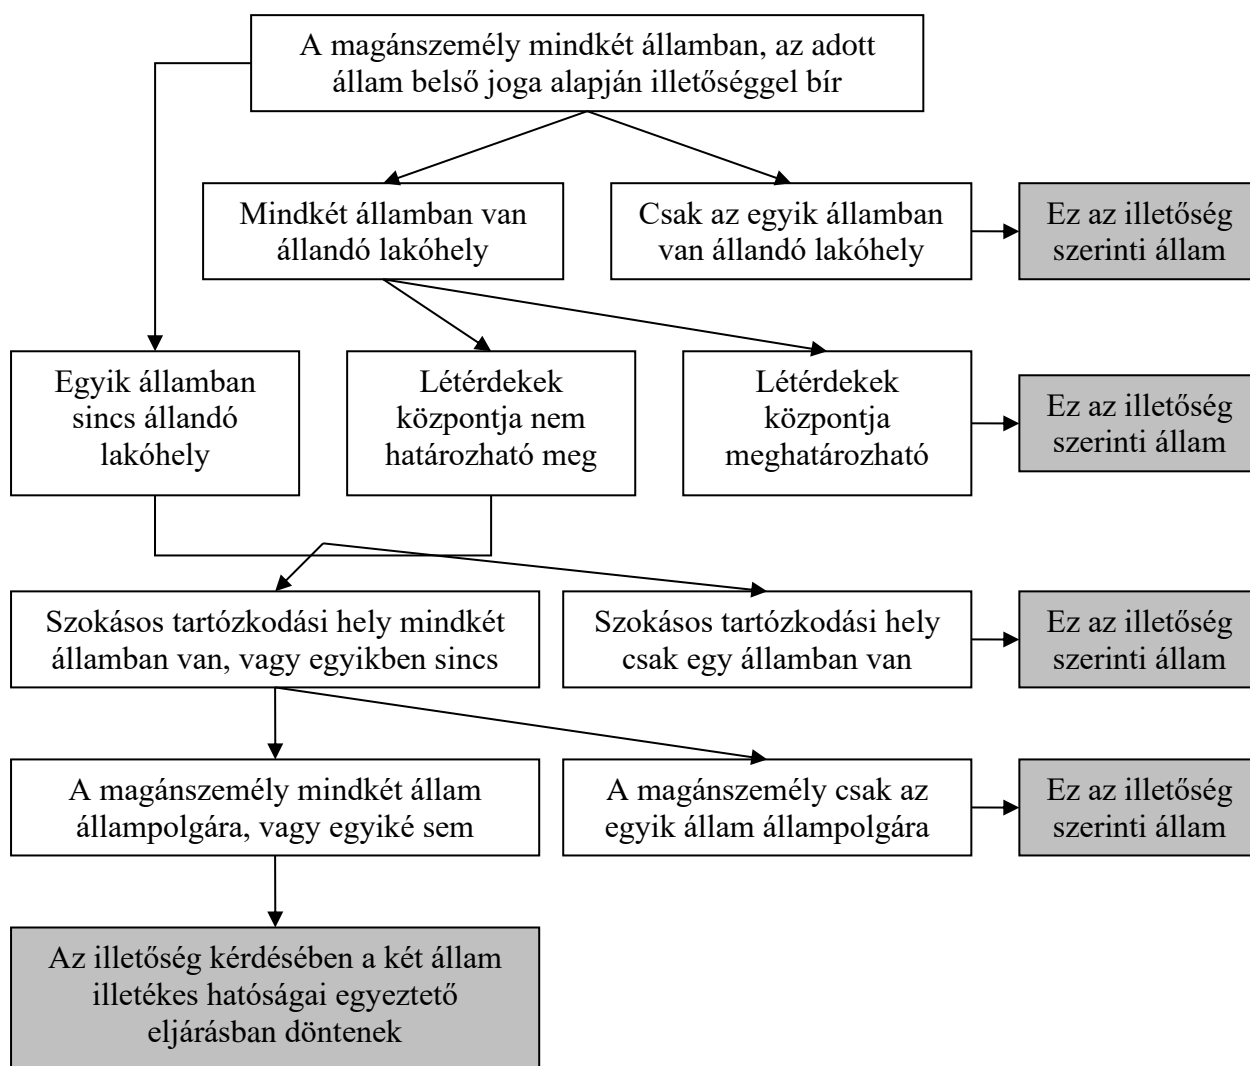 A magánszemély mindkét államban, az adott
állam belső joga alapján illetőséggel bír
Mindkét államban van
állandó lakóhely
Csak az egyik államban
van állandó lakóhely
Ez az illetőség
szerinti állam
Egyik államban
sincs állandó
lakóhely
Létérdekek
központja nem
határozható meg
Létérdekek
központja
meghatározható
Ez az illetőség
szerinti állam
Szokásos tartózkodási hely mindkét
államban van, vagy egyikben sincs
Szokásos tartózkodási hely
csak egy államban van
Ez az illetőség
szerinti állam
A magánszemély mindkét állam
állampolgára, vagy egyiké sem
A magánszemély csak az
egyik állam állampolgára
Ez az illetőség
szerinti állam
Az illetőség kérdésében a két állam
illetékes hatóságai egyeztető
eljárásban döntenek